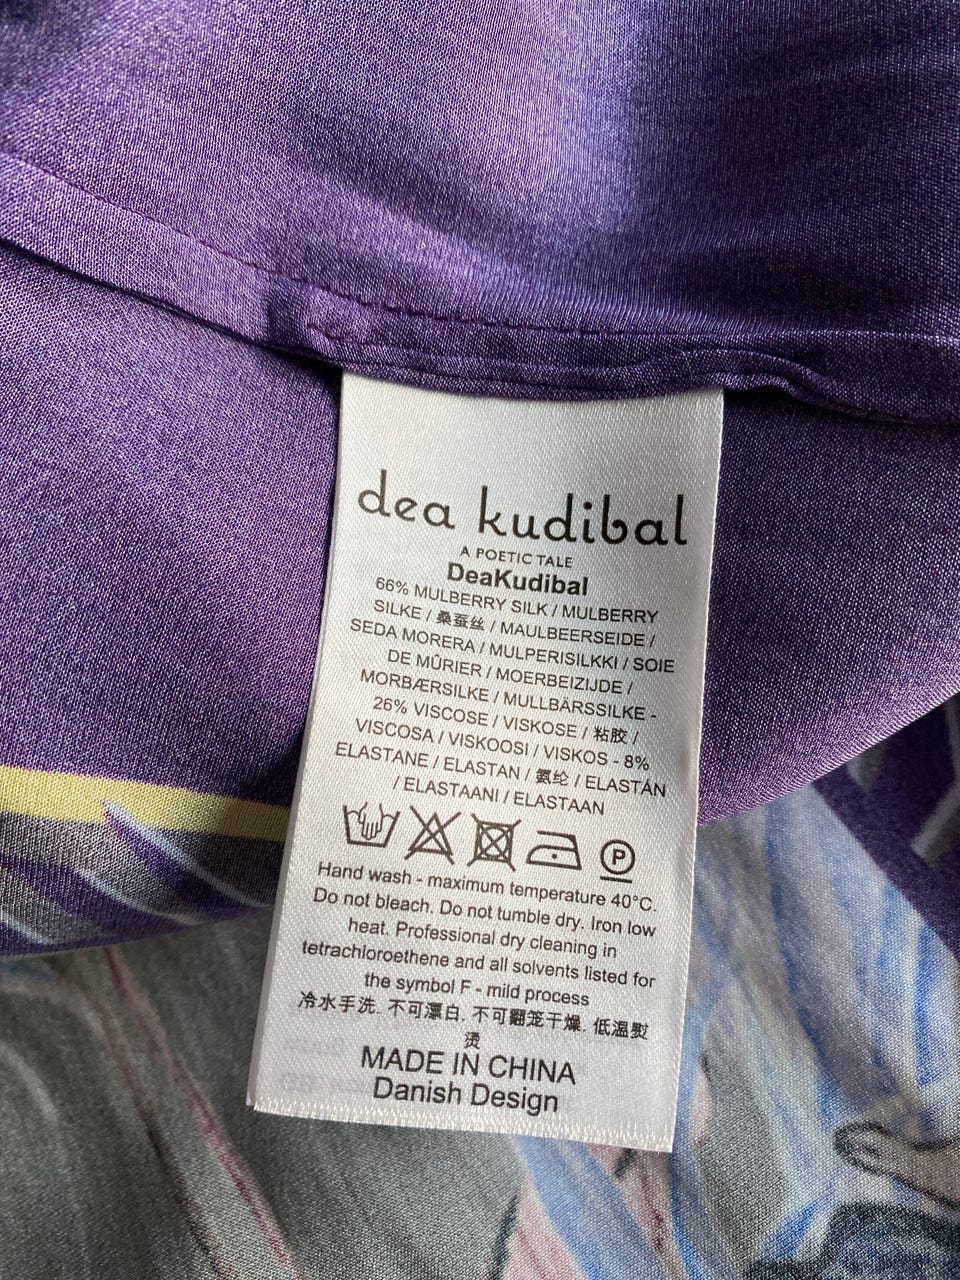 dea kudibal
A POETIC TALE
DeaKudibal
66% MULBERRY SILK / MULBERRY
SILKE / 桑蚕丝 / MAULBEERSEIDE /
SEDA MORERA / MULPERISILKKI / SOIE
DE MÛRIER / MOERBEIZIJDE /
MORBÆRSILKE / MULLBÄRSSILKE -
26% VISCOSE / VISKOSE / 粘胶 /
VISCOSA / VISKOOSI / VISKOS - 8%
ELASTANE / ELASTAN / 氨纶 / ELASTÁN
/ ELASTAANI / ELASTAAN
P
Hand wash - maximum temperature 40°C.
Do not bleach. Do not tumble dry. Iron low
heat. Professional dry cleaning in
tetrachloroethene and all solvents listed for
the symbol F - mild process
冷水手洗. 不可漂白. 不可翻笼干燥. 低温熨
烫
MADE IN CHINA
Danish Design